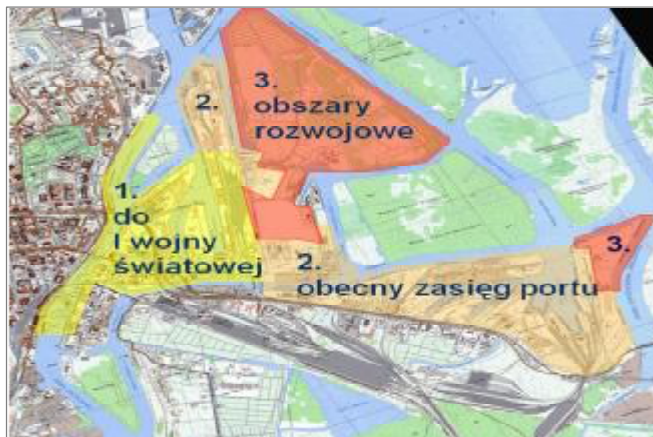 3.
obszary
rozwojowe
2.
1.
do
I wojny
światowej
2.
obecny zasięg portu
3.